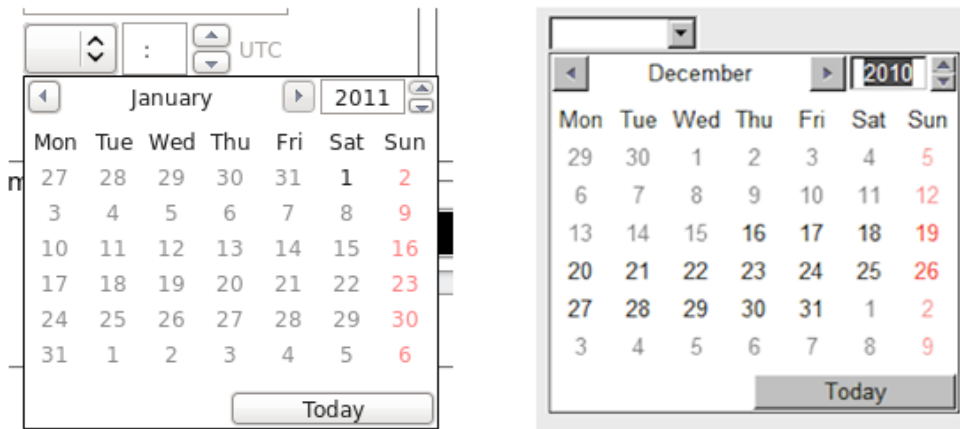 : UTC
January 2011
Mon Tue Wed Thu Fri Sat Sun
27 28 29 30 31 1 2
3 4 5 6 7 8 9
10 11 12 13 14 15 16
17 18 19 20 21 22 23
24 25 26 27 28 29 30
31 1 2 3 4 5 6
Today
m
December 2010
Mon Tue Wed Thu Fri Sat Sun
29 30 1 2 3 4 5
6 7 8 9 10 11 12
13 14 15 16 17 18 19
20 21 22 23 24 25 26
27 28 29 30 31 1 2
3 4 5 6 7 8 9
Today